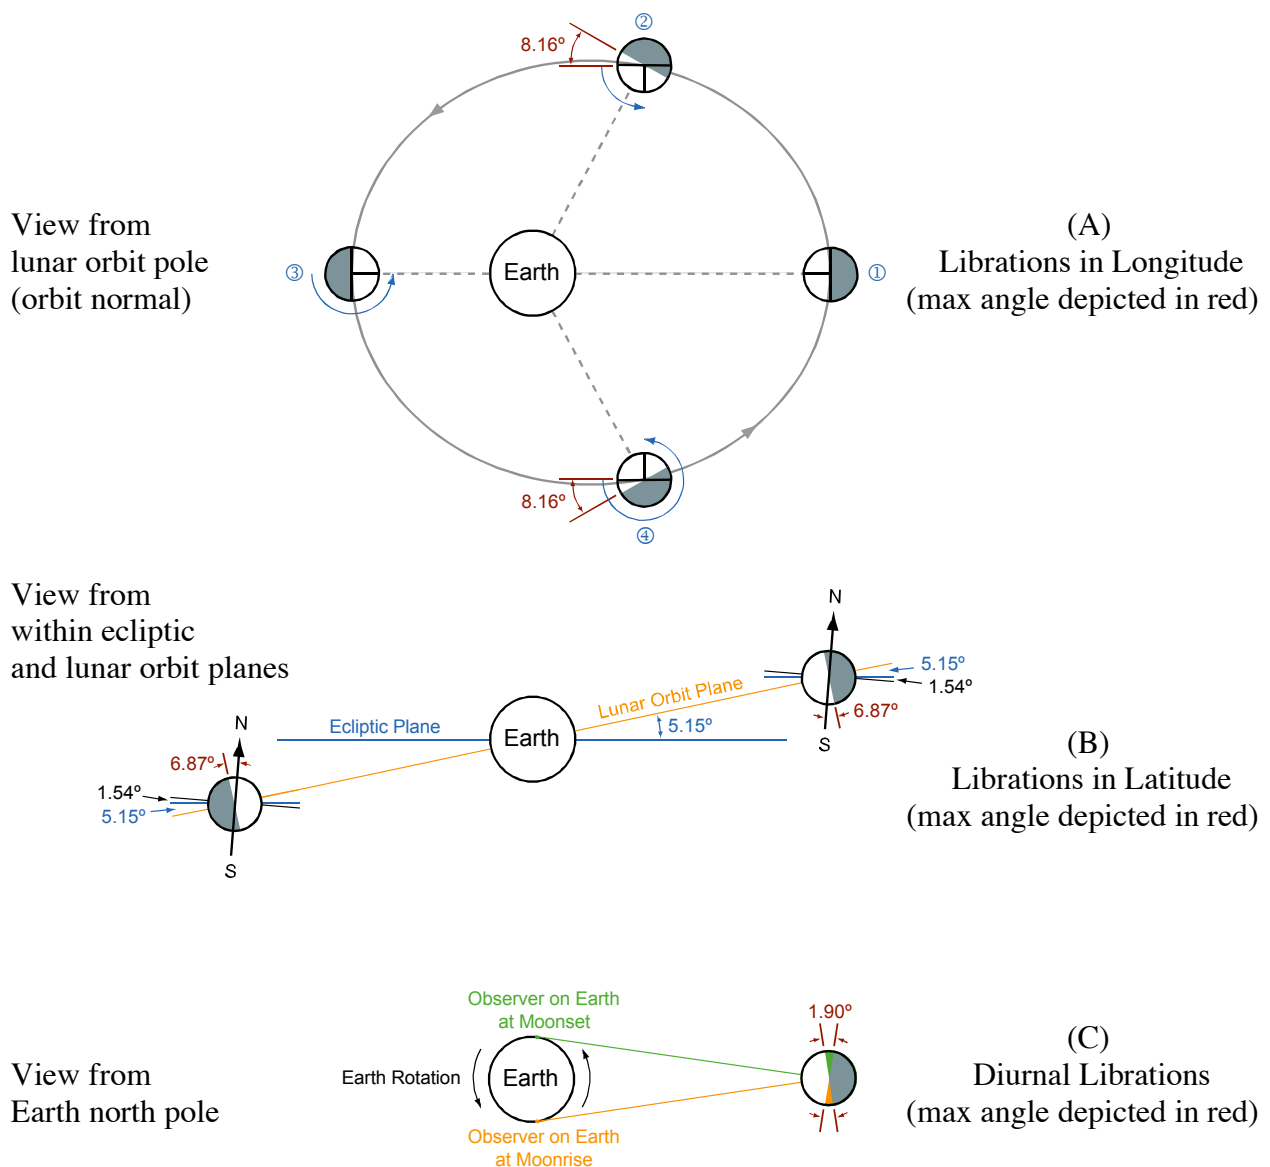 ②
8.16º
View from
lunar orbit pole
(orbit normal)
③
Earth
①
(A)
Librations in Longitude
(max angle depicted in red)
8.16º
④
View from
within ecliptic
and lunar orbit planes
N
5.15º
1.54º
6.87º
S
Lunar Orbit Plane
Ecliptic Plane
Earth
5.15º
N
6.87º
1.54º
5.15º
S
(B)
Librations in Latitude
(max angle depicted in red)
Observer on Earth
at Moonset
1.90º
View from
Earth north pole
Earth Rotation
Earth
Observer on Earth
at Moonrise
(C)
Diurnal Librations
(max angle depicted in red)